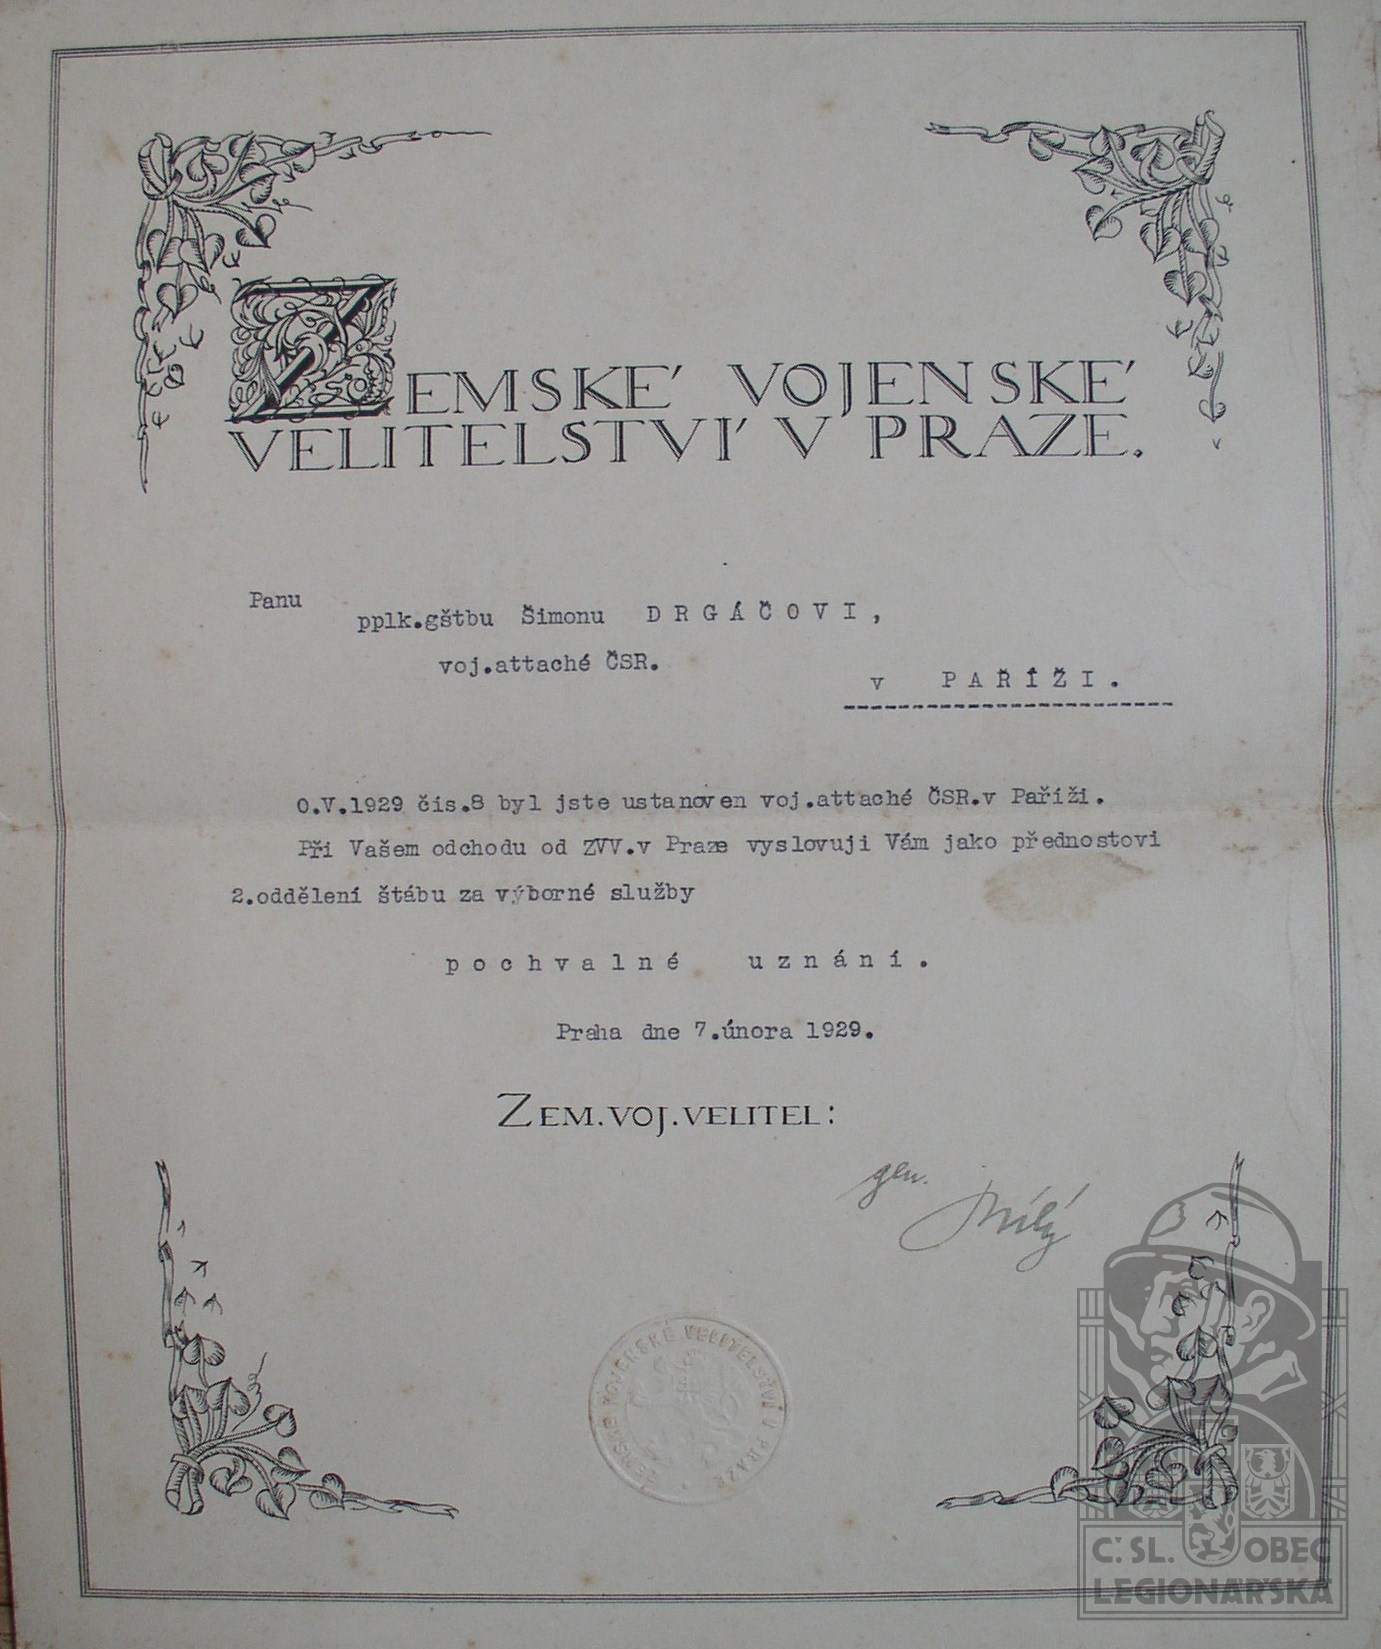 ZEMSKÉ VOJENSKÉ
VELITELSTVÍ V PRAZE.
Panu
pplk.gštbu Šimonu DRGÁČOVI,
voj.attaché ČSR.
v PAŘÍŽI.
O.V.1929 čis.8 byl jste ustanoven voj.attaché ČSR.v Paříži.
Při Vašem odchodu od ZVV.v Praze vyslovuji Vám jako přednostovi
2.oddělení štábu za výborné služby
pochvalné uznání.
Praha dne 7.února 1929.
ZEM.VOJ.VELITEL:
gen. Mílý
ZEMSKÉ VOJENSKÉ VELITELSTVÍ V PRAZE
Č.SL. OBEC
LEGIONÁŘSKÁ